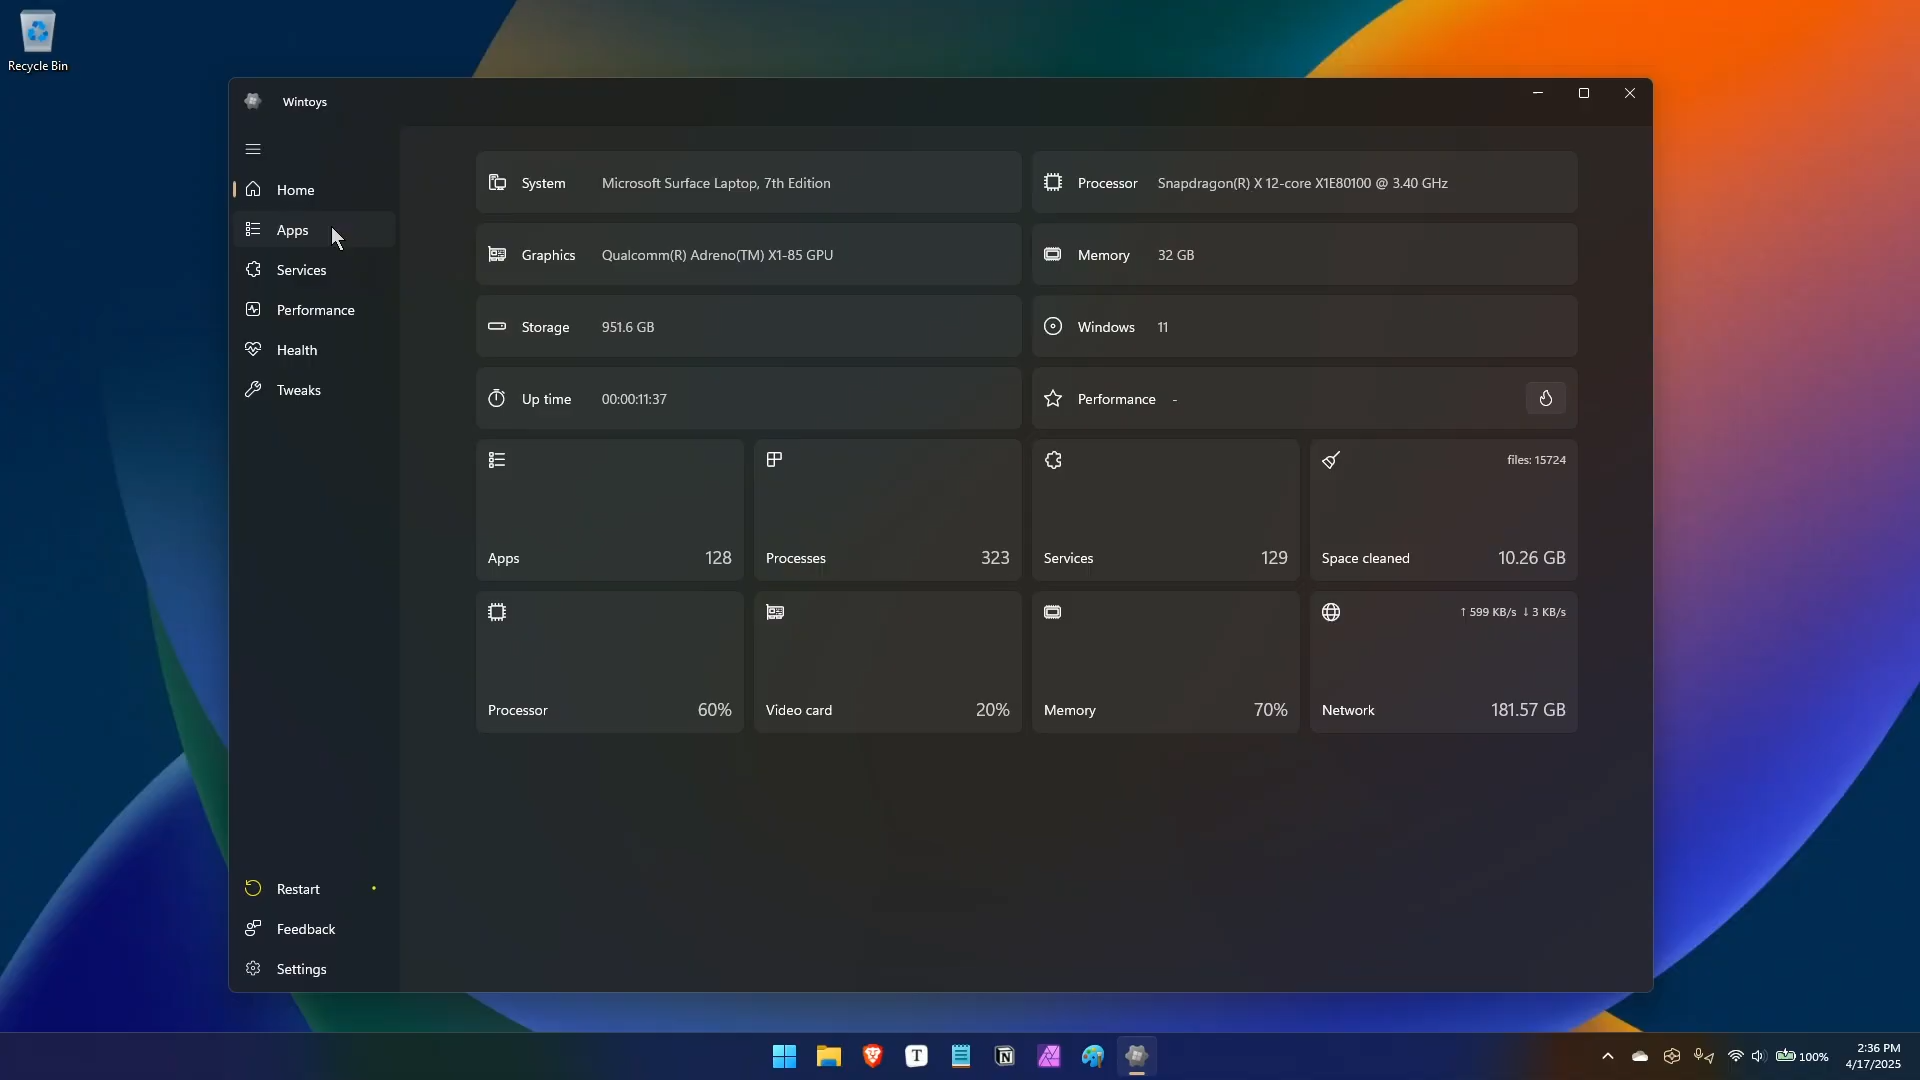 Recycle Bin
Wintoys
Home
Apps
Services
Performance
Health
Tweaks
Restart
Feedback
Settings
System Microsoft Surface Laptop, 7th Edition
Processor Snapdragon(R) X 12-core X1E80100 @ 3.40 GHz
Graphics Qualcomm(R) Adreno(TM) X1-85 GPU
Memory 32 GB
Storage 951.6 GB
Windows 11
Up time 00:00:11:37
Performance -
Apps 128
Processes 323
Services 129
files: 15724
Space cleaned 10.26 GB
Processor 60%
Video card 20%
Memory 70%
↑ 599 KB/s ↓ 3 KB/s
Network 181.57 GB
T
N
100%
2:36 PM
4/17/2025